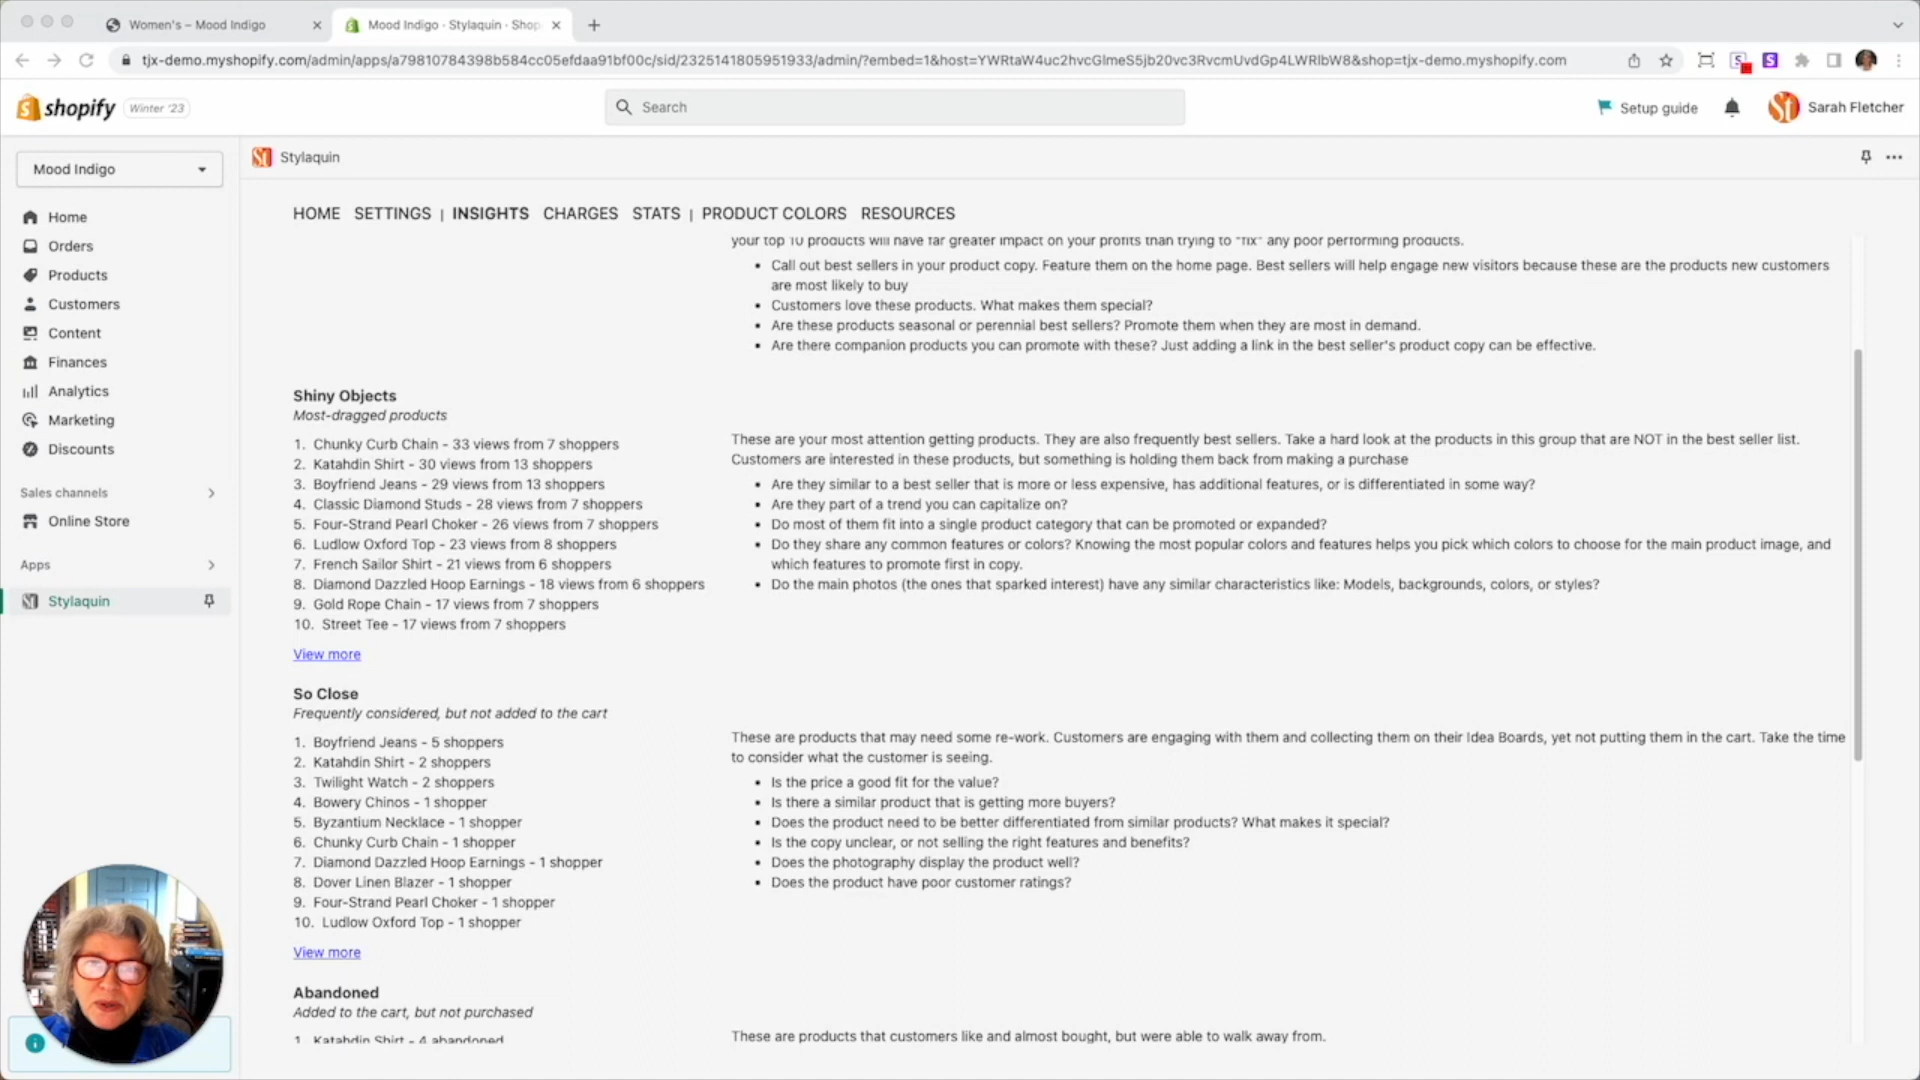 Women's – Mood Indigo
Mood Indigo · Stylaquin · Shop
tjx-demo.myshopify.com/admin/apps/a79810784398b584cc05efdaa91bf00c/sid/2325141805951933/admin/?embed=1&host=YWRtaW4uc2hvcGlmeS5jb20vc3RvcmUvdGp4LWRlbW8&shop=tjx-demo.myshopify.com
shopify
Winter '23
Search
Setup guide
St
Sarah Fletcher
Mood Indigo
St
Stylaquin
Home
Orders
Products
Customers
Content
Finances
Analytics
Marketing
Discounts
Sales channels
Online Store
Apps
Stylaquin
HOME SETTINGS | INSIGHTS CHARGES STATS | PRODUCT COLORS RESOURCES
your top 10 products will have far greater impact on your profits than trying to "fix" any poor performing products.
• Call out best sellers in your product copy. Feature them on the home page. Best sellers will help engage new visitors because these are the products new customers
are most likely to buy
• Customers love these products. What makes them special?
• Are these products seasonal or perennial best sellers? Promote them when they are most in demand.
• Are there companion products you can promote with these? Just adding a link in the best seller's product copy can be effective.
Shiny Objects
Most-dragged products
1. Chunky Curb Chain - 33 views from 7 shoppers
2. Katahdin Shirt - 30 views from 13 shoppers
3. Boyfriend Jeans - 29 views from 13 shoppers
4. Classic Diamond Studs - 28 views from 7 shoppers
5. Four-Strand Pearl Choker - 26 views from 7 shoppers
6. Ludlow Oxford Top - 23 views from 8 shoppers
7. French Sailor Shirt - 21 views from 6 shoppers
8. Diamond Dazzled Hoop Earnings - 18 views from 6 shoppers
9. Gold Rope Chain - 17 views from 7 shoppers
10. Street Tee - 17 views from 7 shoppers
View more
These are your most attention getting products. They are also frequently best sellers. Take a hard look at the products in this group that are NOT in the best seller list.
Customers are interested in these products, but something is holding them back from making a purchase
• Are they similar to a best seller that is more or less expensive, has additional features, or is differentiated in some way?
• Are they part of a trend you can capitalize on?
• Do most of them fit into a single product category that can be promoted or expanded?
• Do they share any common features or colors? Knowing the most popular colors and features helps you pick which colors to choose for the main product image, and
which features to promote first in copy.
• Do the main photos (the ones that sparked interest) have any similar characteristics like: Models, backgrounds, colors, or styles?
So Close
Frequently considered, but not added to the cart
1. Boyfriend Jeans - 5 shoppers
2. Katahdin Shirt - 2 shoppers
3. Twilight Watch - 2 shoppers
4. Bowery Chinos - 1 shopper
5. Byzantium Necklace - 1 shopper
6. Chunky Curb Chain - 1 shopper
7. Diamond Dazzled Hoop Earnings - 1 shopper
8. Dover Linen Blazer - 1 shopper
9. Four-Strand Pearl Choker - 1 shopper
10. Ludlow Oxford Top - 1 shopper
View more
These are products that may need some re-work. Customers are engaging with them and collecting them on their Idea Boards, yet not putting them in the cart. Take the time
to consider what the customer is seeing.
• Is the price a good fit for the value?
• Is there a similar product that is getting more buyers?
• Does the product need to be better differentiated from similar products? What makes it special?
• Is the copy unclear, or not selling the right features and benefits?
• Does the photography display the product well?
• Does the product have poor customer ratings?
Abandoned
Added to the cart, but not purchased
1. Katahdin Shirt - 4 abandoned
These are products that customers like and almost bought, but were able to walk away from.